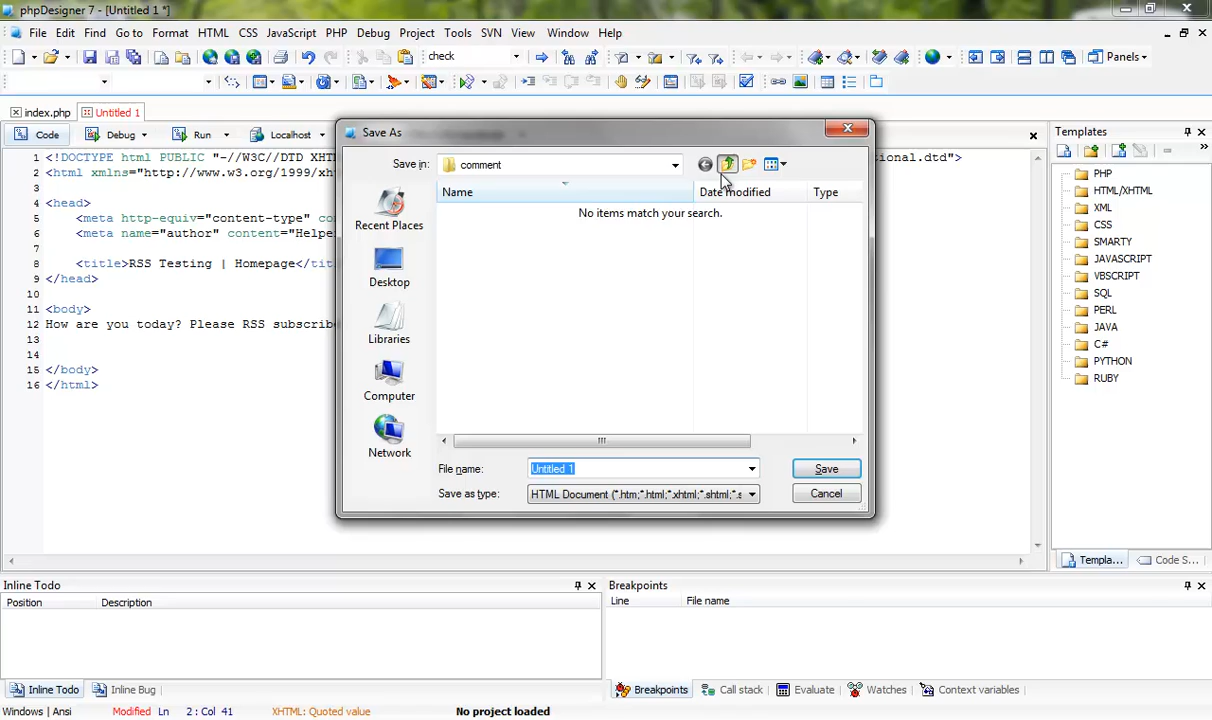 phpDesigner 7 - [Untitled 1 *]
File Edit Find Go to Format HTML CSS JavaScript PHP Debug Project Tools SVN View Window Help
check
Panels
index.php Untitled 1
Code Debug Run Localhost
1 <!DOCTYPE html PUBLIC "-//W3C//DTD XHT
ional.dtd">
2 <html xmlns="http://www.w3.org/1999/xh
3
4 <head>
5 <meta http-equiv="content-type" co
6 <meta name="author" content="Helpe
7
8 <title>RSS Testing | Homepage</tit
9 </head>
10
11 <body>
12 How are you today? Please RSS subscribe
13
14
15 </body>
16 </html>
Save As
Save in: comment
Name Date modified Type
No items match your search.
Recent Places
Desktop
Libraries
Computer
Network
File name: Untitled 1 Save
Save as type: HTML Document (*.htm;*.html;*.xhtml;*.shtml;*.s Cancel
Templates
PHP
HTML/XHTML
XML
CSS
SMARTY
JAVASCRIPT
VBSCRIPT
SQL
PERL
JAVA
C#
PYTHON
RUBY
Templa... Code S...
Inline Todo
Position Description
Inline Todo Inline Bug
Breakpoints
Line File name
Breakpoints Call stack Evaluate Watches Context variables
Windows | Ansi Modified Ln 2 : Col 41 XHTML: Quoted value No project loaded